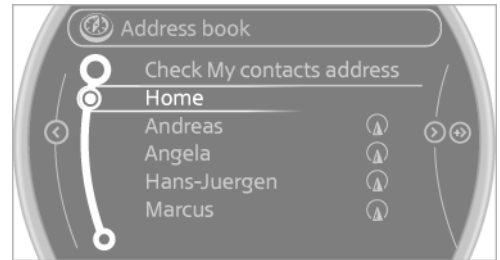 Address book
Check My contacts address
Home
Andreas
Angela
Hans-Juergen
Marcus